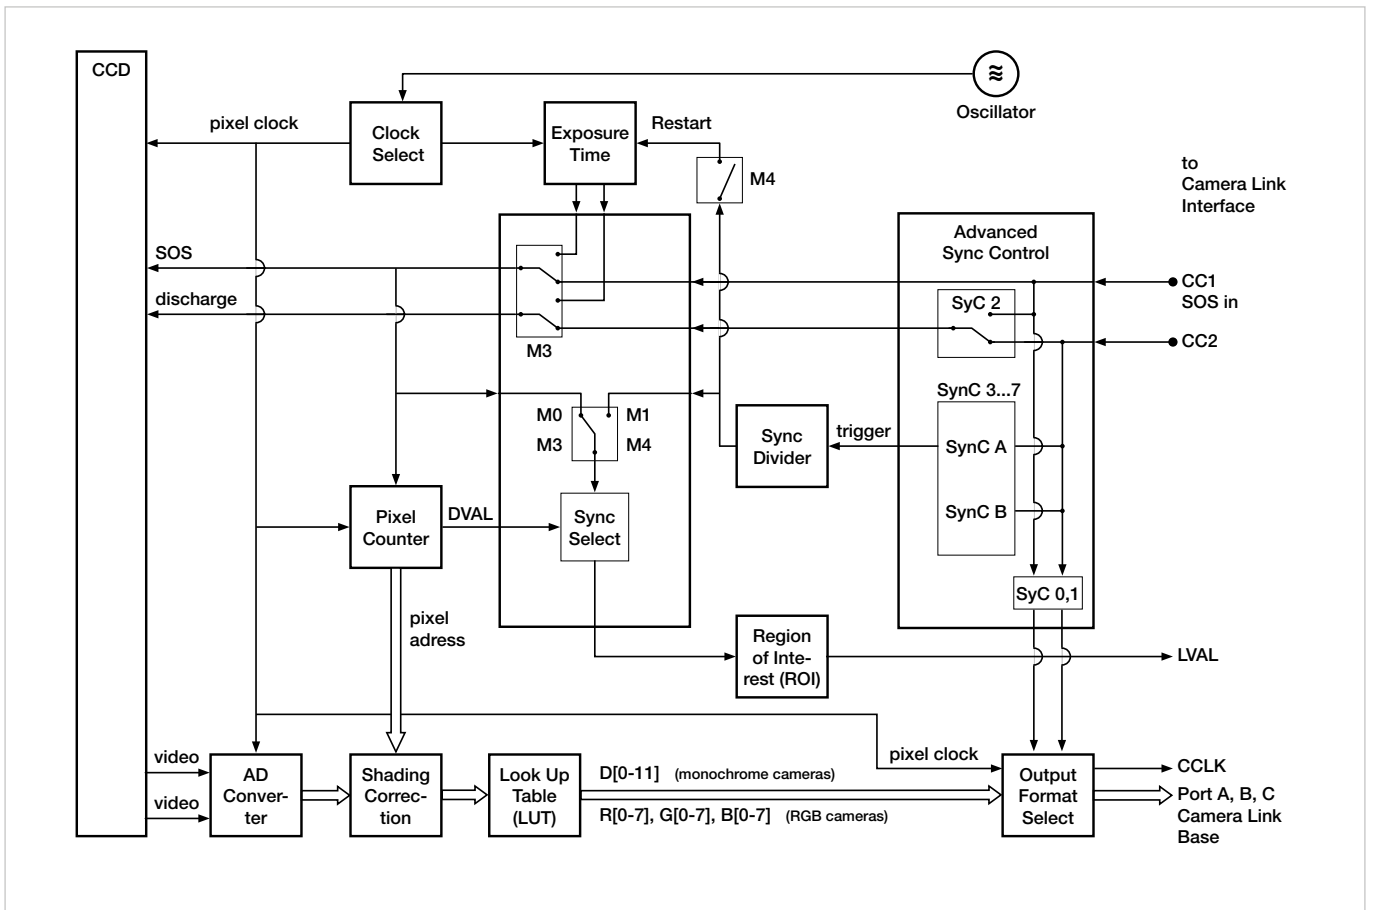 CCD
Oscillator
pixel clock
Clock
Select
Exposure
Time
Restart
M4
to
Camera Link
Interface
Advanced
Sync Control
SOS
discharge
CC1
SOS in
SyC 2
CC2
M3
SynC 3...7
M0
M1
M3
M4
Sync
Divider
trigger
SynC A
SynC B
Pixel
Counter
DVAL
Sync
Select
SyC 0,1
pixel
adress
Region
of Inte-
rest (ROI)
LVAL
video
video
AD
Conver-
ter
Shading
Correc-
tion
Look Up
Table
(LUT)
D[0-11] (monochrome cameras)
R[0-7], G[0-7], B[0-7] (RGB cameras)
pixel clock
Output
Format
Select
CCLK
Port A, B, C
Camera Link
Base